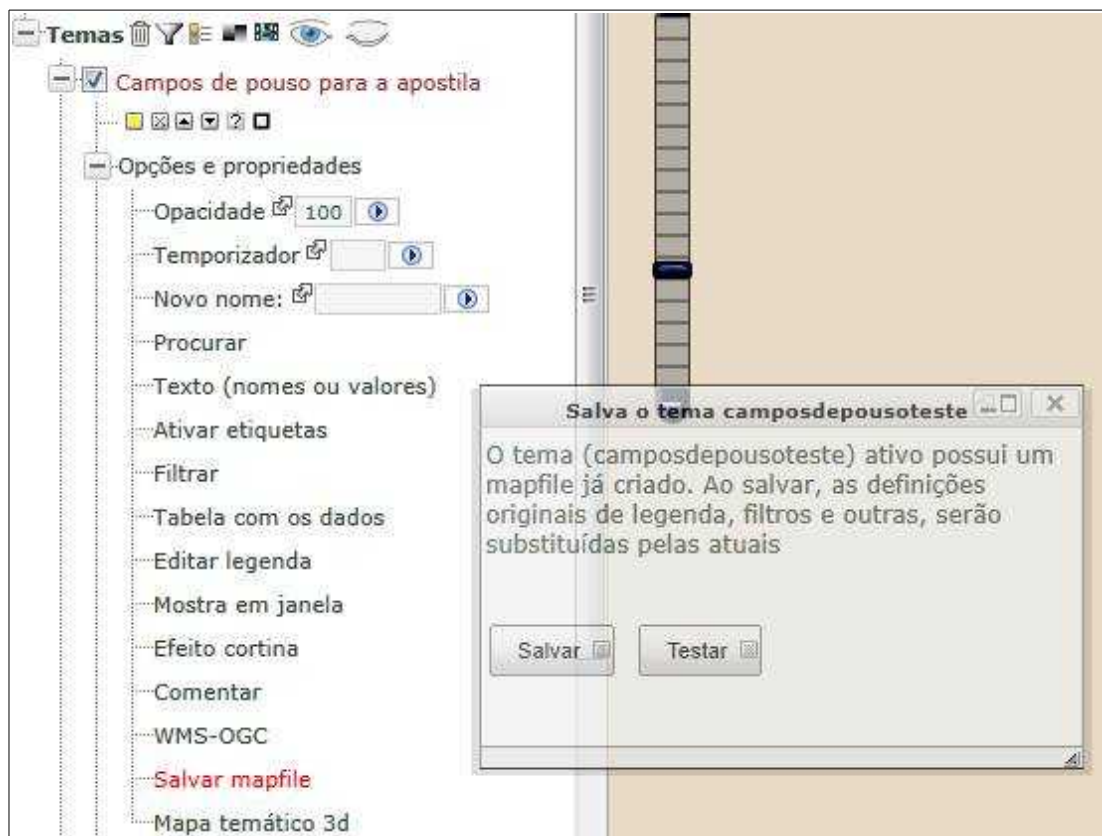 Temas
Campos de pouso para a apostila
Opções e propriedades
Opacidade 100
Temporizador
Novo nome:
Procurar
Texto (nomes ou valores)
Ativar etiquetas
Filtrar
Tabela com os dados
Editar legenda
Mostra em janela
Efeito cortina
Comentar
WMS-OGC
Salvar mapfile
Mapa temático 3d
Salva o tema camposdepousoteste
O tema (camposdepousoteste) ativo possui um
mapfile já criado. Ao salvar, as definições
originais de legenda, filtros e outras, serão
substituídas pelas atuais
Salvar
Testar